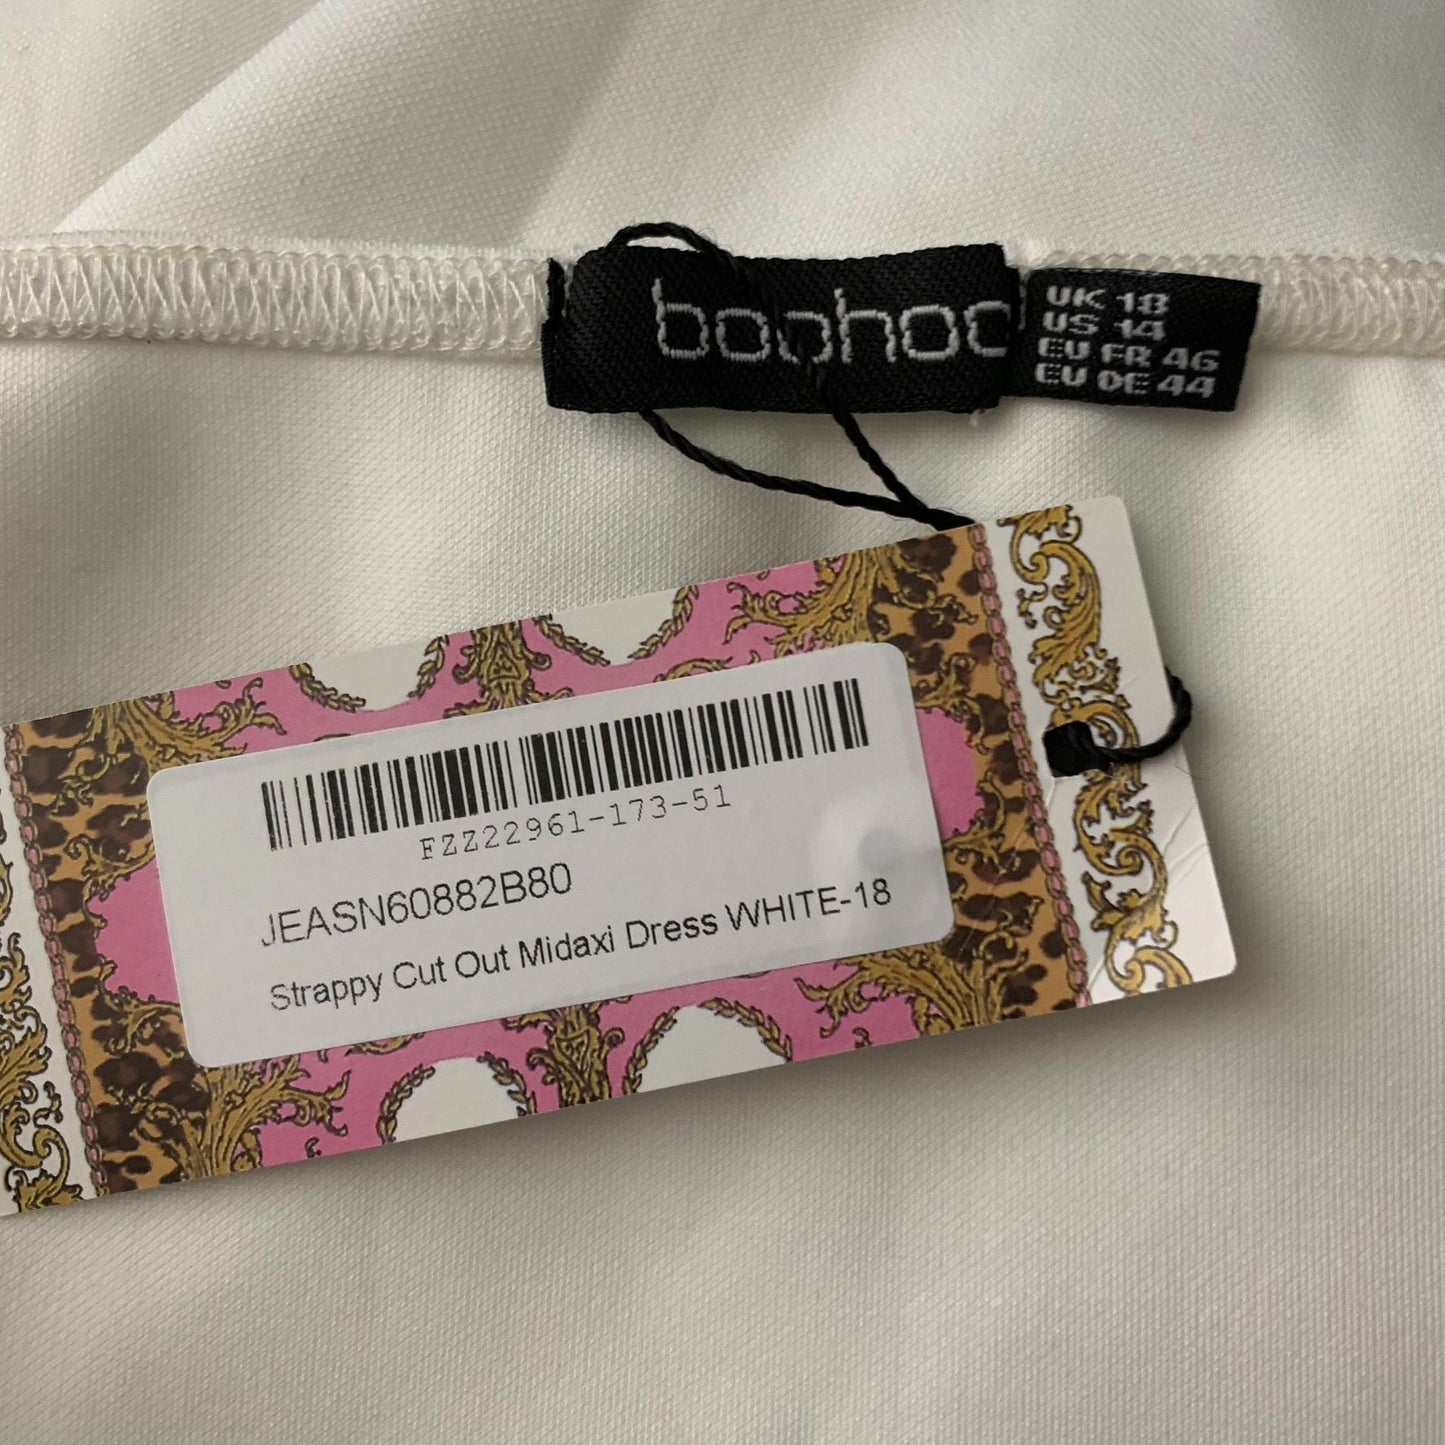 boohoo
UK 18
US 14
EU FR 46
EU DE 44
FZZ22961-173-51
JEASN60882B80
Strappy Cut Out Midaxi Dress WHITE-18